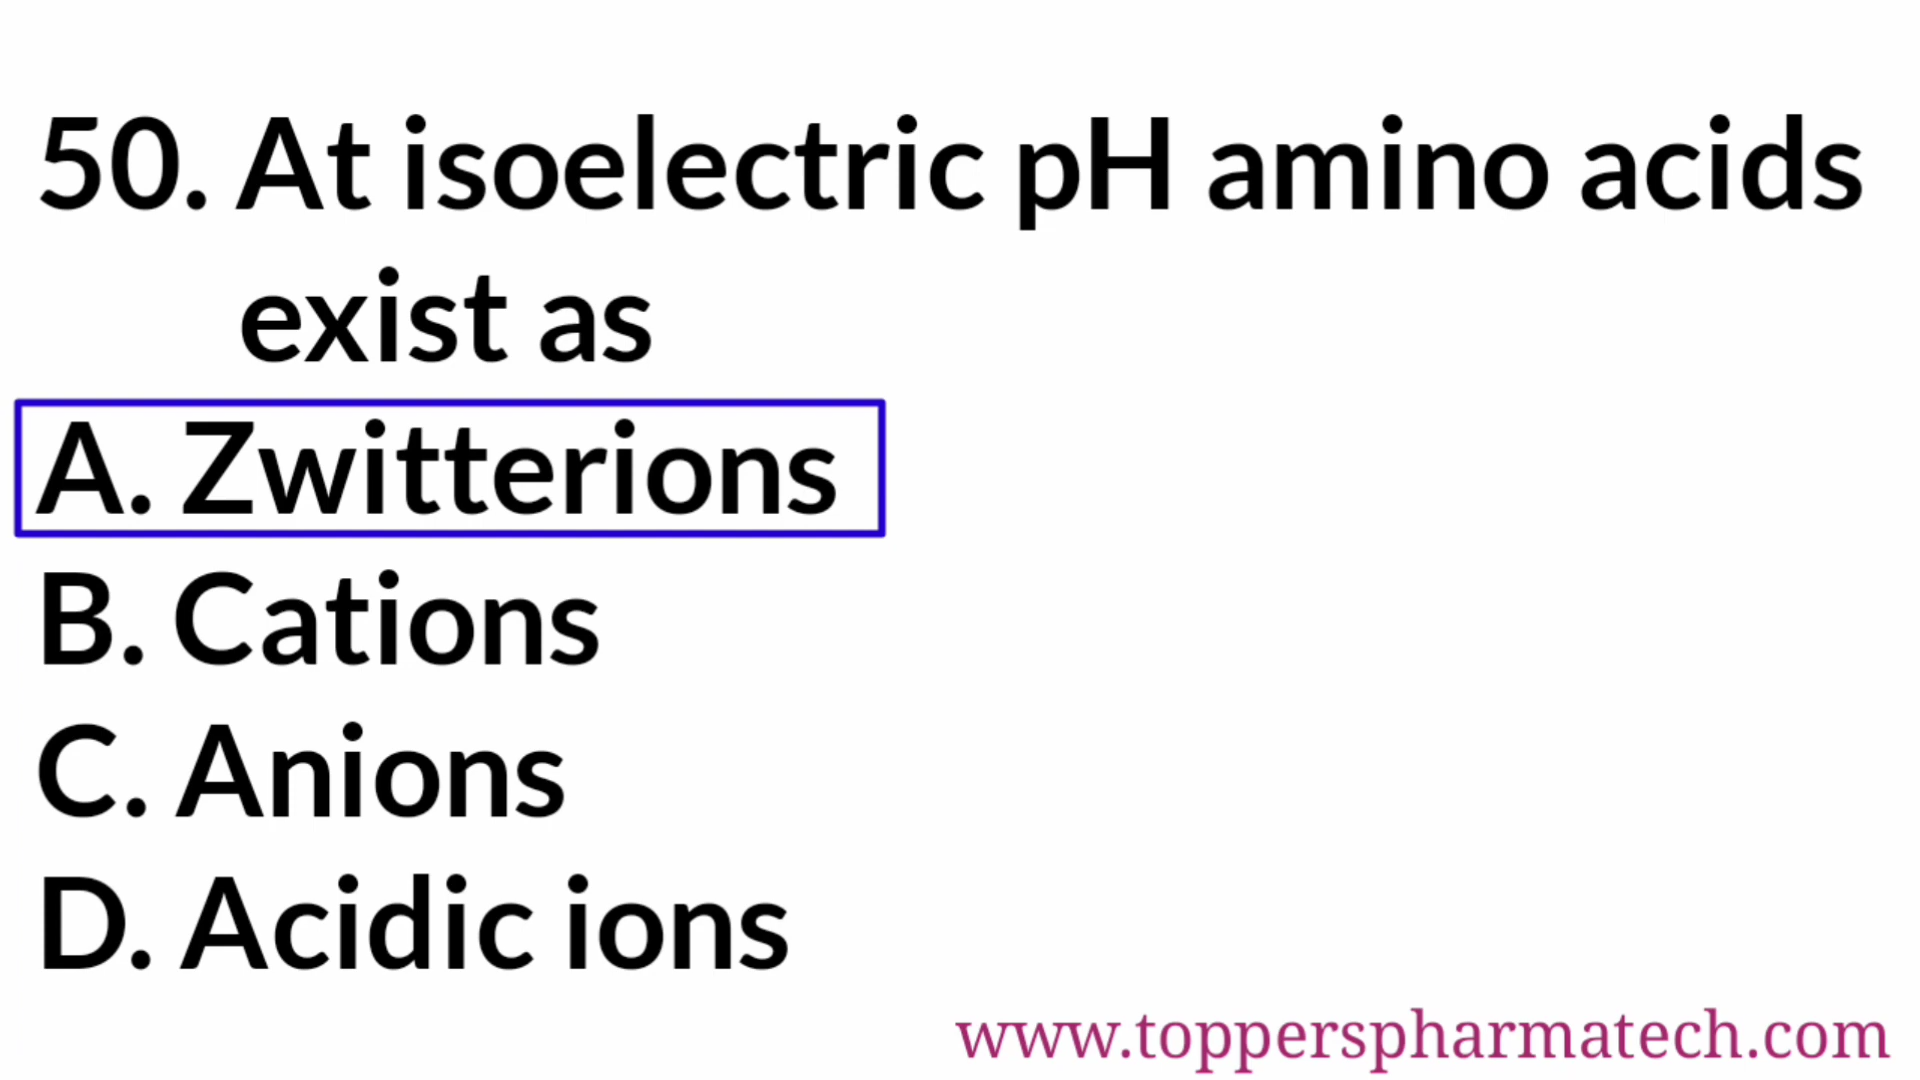 50. At isoelectric pH amino acids
exist as
A. Zwitterions
B. Cations
C. Anions
D. Acidic ions
www.topperspharmatech.com